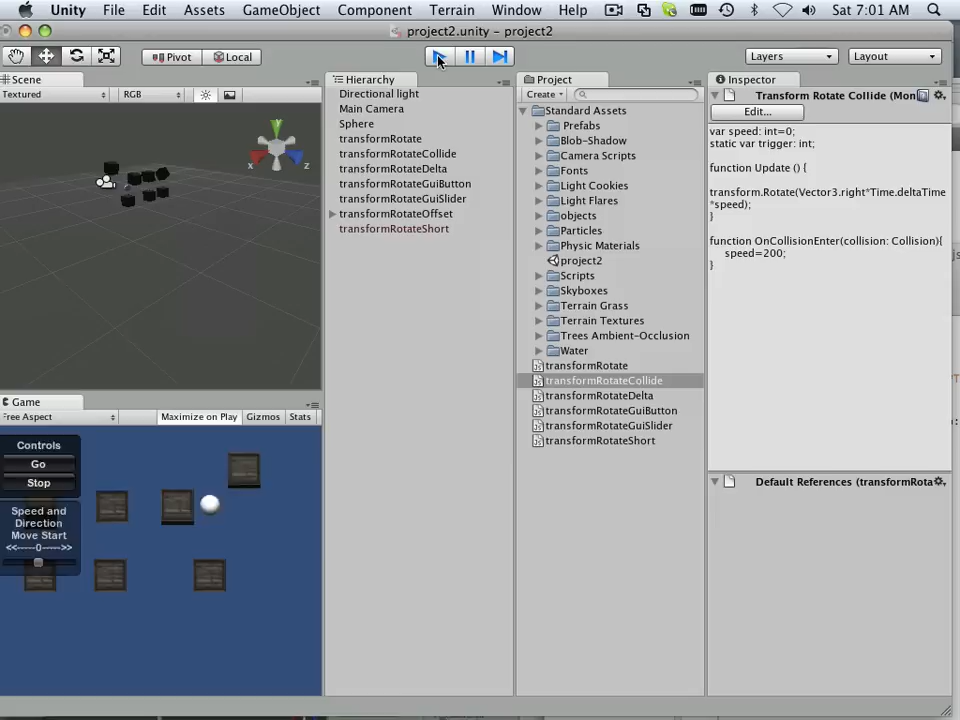 Unity File Edit Assets GameObject Component Terrain Window Help Sat 7:01 AM
project2.unity - project2
Pivot Local Layers Layout
Scene
Textured RGB
Hierarchy
Directional light
Main Camera
Sphere
transformRotate
transformRotateCollide
transformRotateDelta
transformRotateGuiButton
transformRotateGuiSlider
transformRotateOffset
transformRotateShort
Project
Create
Standard Assets
Prefabs
Blob-Shadow
Camera Scripts
Fonts
Light Cookies
Light Flares
objects
Particles
Physic Materials
project2
Scripts
Skyboxes
Terrain Grass
Terrain Textures
Trees Ambient-Occlusion
Water
transformRotate
transformRotateCollide
transformRotateDelta
transformRotateGuiButton
transformRotateGuiSlider
transformRotateShort
Inspector
Transform Rotate Collide (Mon
Edit...
var speed: int=0;
static var trigger: int;
function Update () {
transform.Rotate(Vector3.right*Time.deltaTime
*speed);
}
function OnCollisionEnter(collision: Collision){
speed=200;
}
Default References (transformRota
y
x
z
Game
Free Aspect Maximize on Play Gizmos Stats
Controls
Go
Stop
Speed and
Direction
Move Start
<<----0---->>